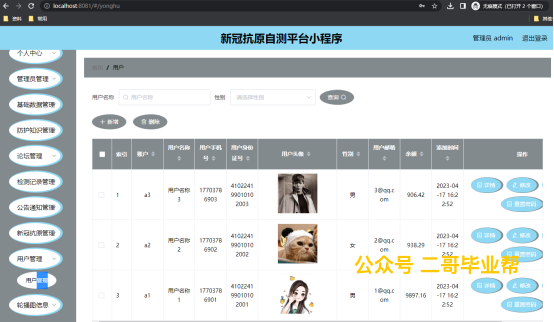 localhost:8081/#/yonghu
无痕模式 (已打开 2 个窗口)
资料 常用
新冠抗原自测平台小程序
管理员 admin 退出登录
个人中心
管理员管理
基础数据管理
防护知识管理
论坛管理
检测记录管理
公告通知管理
新冠抗原管理
用户管理
用户
轮播图信息
/ 用户
用户名称 用户名称 性别 请选择性别 查询
+ 新增 删除
索引 账户 用户名称 用户手机号 用户身份证号 用户头像 性别 用户邮箱 余额 添加时间 操作
1 a3 用户名称3 17703786903 410224199010102003 男 3@qq.com 906.42 2023-04-17 16:22:52 详情 修改 重置密码
2 a2 用户名称2 17703786902 410224199010102002 女 2@qq.com 938.29 2023-04-17 16:22:52 详情 修改 重置密码
公众号 二哥毕业帮
3 a1 用户名称1 17703786901 410224199010102001 男 1@qq.com 9897.16 2023-04-17 16:22:52 详情 修改 重置密码